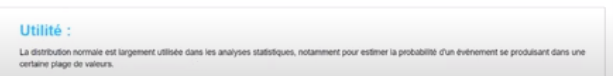 Utilité :
La distribution normale est largement utilisée dans les analyses statistiques, notamment pour estimer la probabilité d'un événement se produisant dans une
certaine plage de valeurs.